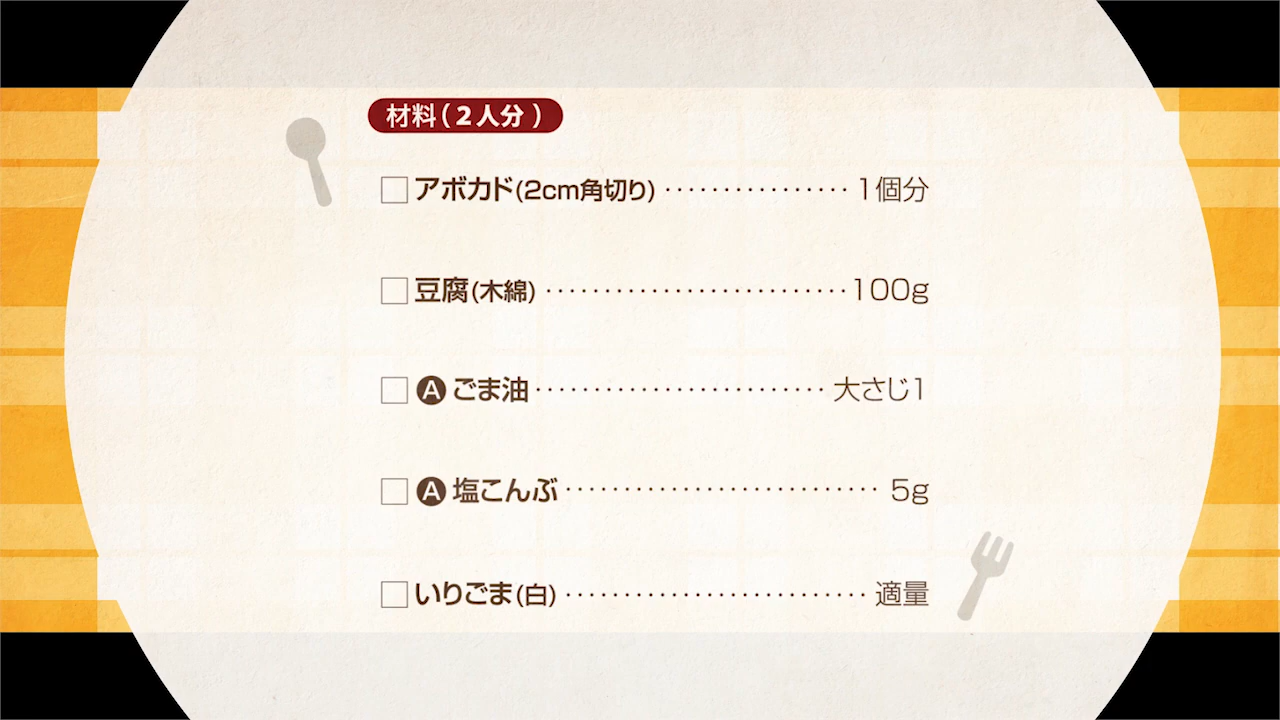 材料(2人分)
アボカド(2cm角切り) ················ 1個分
豆腐(木綿) ·························· 100g
A ごま油 ························· 大さじ1
A 塩こんぶ ··························· 5g
いりごま(白) ·························· 適量